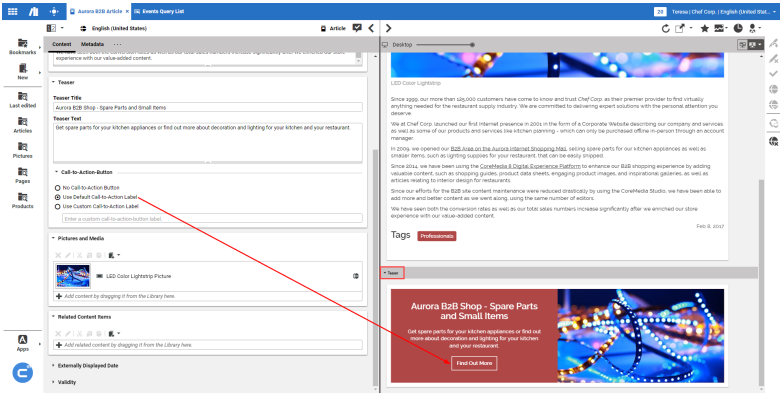 Aurora B2B Article
Events Query List
20 Teresa | Chef Corp. | English (United Stat...
English (United States)
Article
Bookmarks
New
Last edited
Articles
Pictures
Pages
Products
Apps
Content Metadata ...
experience with our value-added content.
Teaser
Teaser Title
Aurora B2B Shop - Spare Parts and Small Items
Teaser Text
Get spare parts for your kitchen appliances or find out more about decoration and lighting for your kitchen and your restaurant.
Call-to-Action-Button
No Call-to-Action Button
Use Default Call-to-Action Label
Use Custom Call-to-Action Label
Enter a custom call-to-action-button label.
Pictures and Media
LED Color Lightstrip Picture
Add content by dragging it from the Library here.
Related Content Items
Add related content by dragging it from the Library here.
Externally Displayed Date
Validity
Desktop
LED Color Lightstrip
Since 1999, our more than 125,000 customers have come to know and trust Chef Corp. as their premier provider to find virtually
anything needed for the restaurant supply industry. We are committed to delivering expert solutions with the personal attention you
deserve.
We at Chef Corp. launched our first Internet presence in 2001 in the form of a Corporate Website describing our company and services
as well as some of our products and services like kitchen planning - which can only be purchased offline in-person through an account
manager.
In 2009, we opened our B2B Area on the Aurora Internet Shopping Mall, selling spare parts for our kitchen appliances as well as
smaller items, such as lighting supplies for your restaurant, that can be easily shipped.
Since 2014, we have been using the CoreMedia 8 Digital Experience Platform to enhance our B2B shopping experience by adding
valuable content, such as shopping guides, product data sheets, engaging product images, and inspirational galleries, as well as
articles relating to interior design for restaurants.
Since our efforts for the B2B site content maintenance were reduced drastically by using the CoreMedia Studio, we have been able to
add more and better content as we went along, using the same number of editors.
We have seen both the conversion rates as well as our total sales numbers increase significantly after we enriched our store
experience with our value-added content.
Feb 8, 2017
Tags Professionals
Teaser
Aurora B2B Shop - Spare Parts
and Small Items
Get spare parts for your kitchen appliances or find out
more about decoration and lighting for your kitchen
and your restaurant.
Find Out More